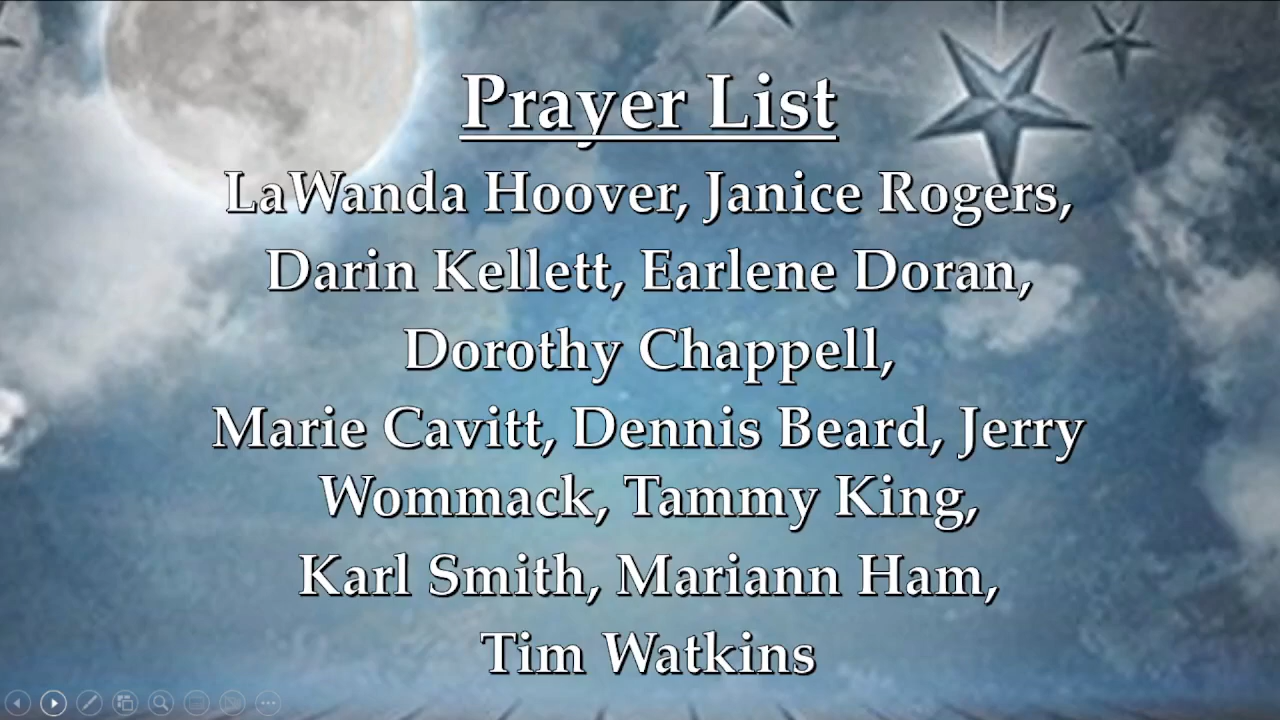 Prayer List
LaWanda Hoover, Janice Rogers,
Darin Kellett, Earlene Doran,
Dorothy Chappell,
Marie Cavitt, Dennis Beard, Jerry
Wommack, Tammy King,
Karl Smith, Mariann Ham,
Tim Watkins